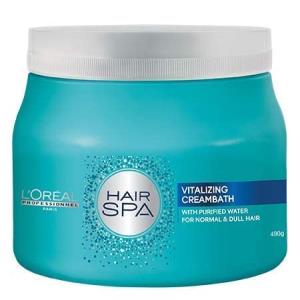 L'ORÉAL
PROFESSIONNEL
PARIS
HAIR
SPA
VITALIZING
CREAMBATH
WITH PURIFIED WATER
FOR NORMAL & DULL HAIR
490g